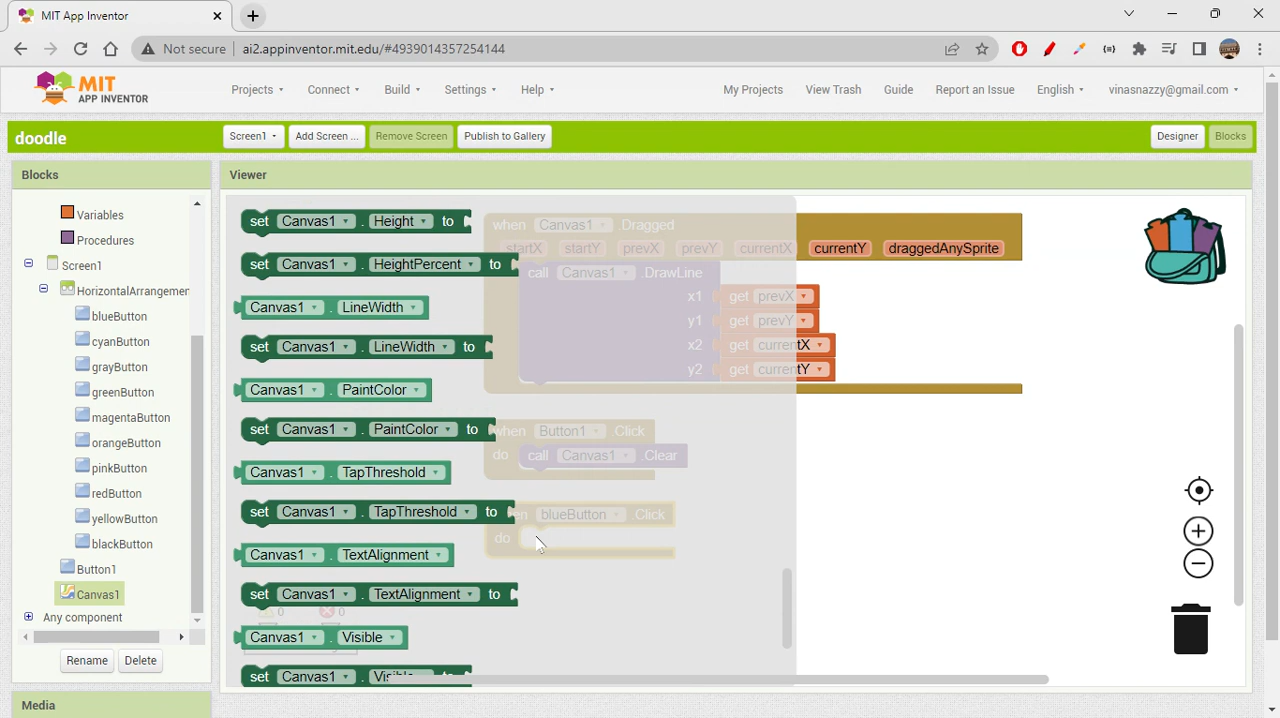 MIT App Inventor
Not secure ai2.appinventor.mit.edu/#4939014357254144
MIT
APP INVENTOR
Projects Connect Build Settings Help My Projects View Trash Guide Report an Issue English vinasnazzy@gmail.com
doodle Screen1 Add Screen ... Remove Screen Publish to Gallery Designer Blocks
Blocks
Variables
Procedures
Screen1
HorizontalArrangemen
blueButton
cyanButton
grayButton
greenButton
magentaButton
orangeButton
pinkButton
redButton
yellowButton
blackButton
Button1
Canvas1
Any component
Rename Delete
Media
Viewer
set Canvas1 . Height to
set Canvas1 . HeightPercent to
Canvas1 . LineWidth
set Canvas1 . LineWidth to
Canvas1 . PaintColor
set Canvas1 . PaintColor to
Canvas1 . TapThreshold
set Canvas1 . TapThreshold to
Canvas1 . TextAlignment
set Canvas1 . TextAlignment to
Canvas1 . Visible
set Canvas1 . to
when Canvas1 .Dragged
startX startY prevX prevY currentX currentY draggedAnySprite
call Canvas1 .DrawLine
x1 get prevX
y1 get prevY
x2 get currentX
y2 get currentY
when Button1 .Click
do call Canvas1 .Clear
blueButton .Click
do
0 0